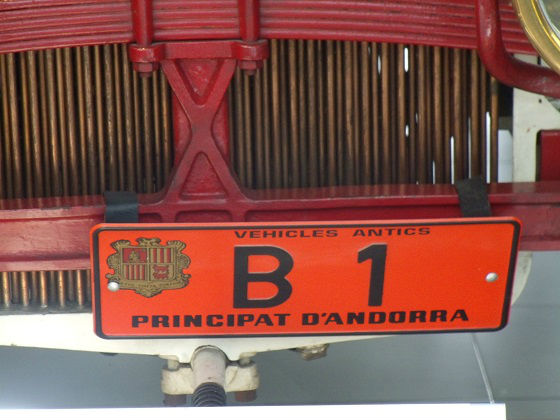 VEHICLES ANTICS
B 1
PRINCIPAT D'ANDORRA